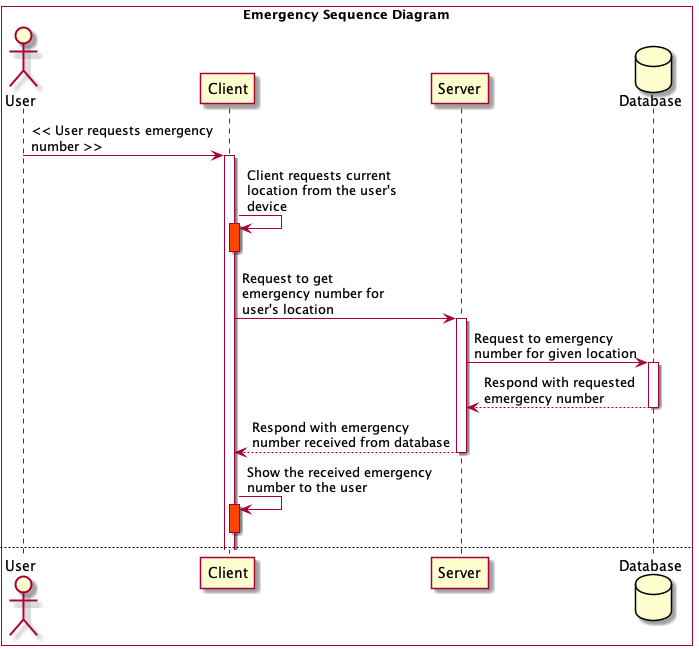 Emergency Sequence Diagram
User
Client
Server
Database
<< User requests emergency
number >>
Client requests current
location from the user's
device
Request to get
emergency number for
user's location
Request to emergency
number for given location
Respond with requested
emergency number
Respond with emergency
number received from database
Show the received emergency
number to the user
User
Client
Server
Database